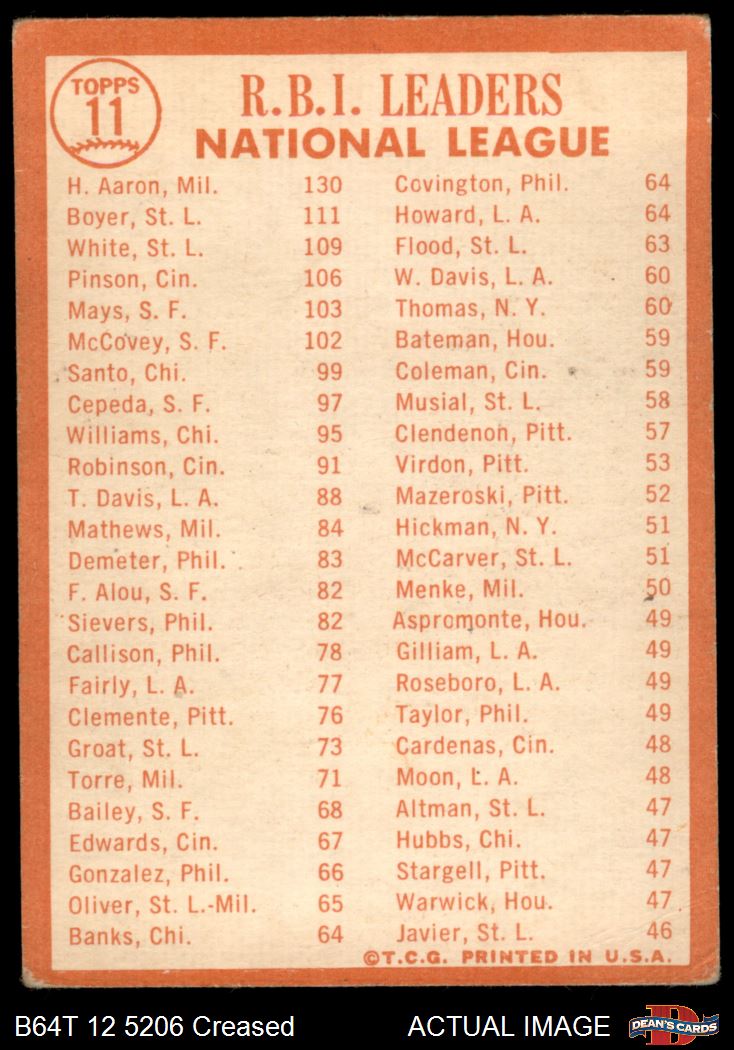 TOPPS
11
R.B.I. LEADERS
NATIONAL LEAGUE
H. Aaron, Mil. 130
Boyer, St. L. 111
White, St. L. 109
Pinson, Cin. 106
Mays, S. F. 103
McCovey, S. F. 102
Santo, Chi. 99
Cepeda, S. F. 97
Williams, Chi. 95
Robinson, Cin. 91
T. Davis, L. A. 88
Mathews, Mil. 84
Demeter, Phil. 83
F. Alou, S. F. 82
Sievers, Phil. 82
Callison, Phil. 78
Fairly, L. A. 77
Clemente, Pitt. 76
Groat, St. L. 73
Torre, Mil. 71
Bailey, S. F. 68
Edwards, Cin. 67
Gonzalez, Phil. 66
Oliver, St. L.-Mil. 65
Banks, Chi. 64
Covington, Phil. 64
Howard, L. A. 64
Flood, St. L. 63
W. Davis, L. A. 60
Thomas, N. Y. 60
Bateman, Hou. 59
Coleman, Cin. 59
Musial, St. L. 58
Clendenon, Pitt. 57
Virdon, Pitt. 53
Mazeroski, Pitt. 52
Hickman, N. Y. 51
McCarver, St. L. 51
Menke, Mil. 50
Aspromonte, Hou. 49
Gilliam, L. A. 49
Roseboro, L. A. 49
Taylor, Phil. 49
Cardenas, Cin. 48
Moon, L. A. 48
Altman, St. L. 47
Hubbs, Chi. 47
Stargell, Pitt. 47
Warwick, Hou. 47
Javier, St. L. 46
©T.C.G. PRINTED IN U.S.A.
B64T 12 5206 Creased ACTUAL IMAGE
DEAN'S CARDS